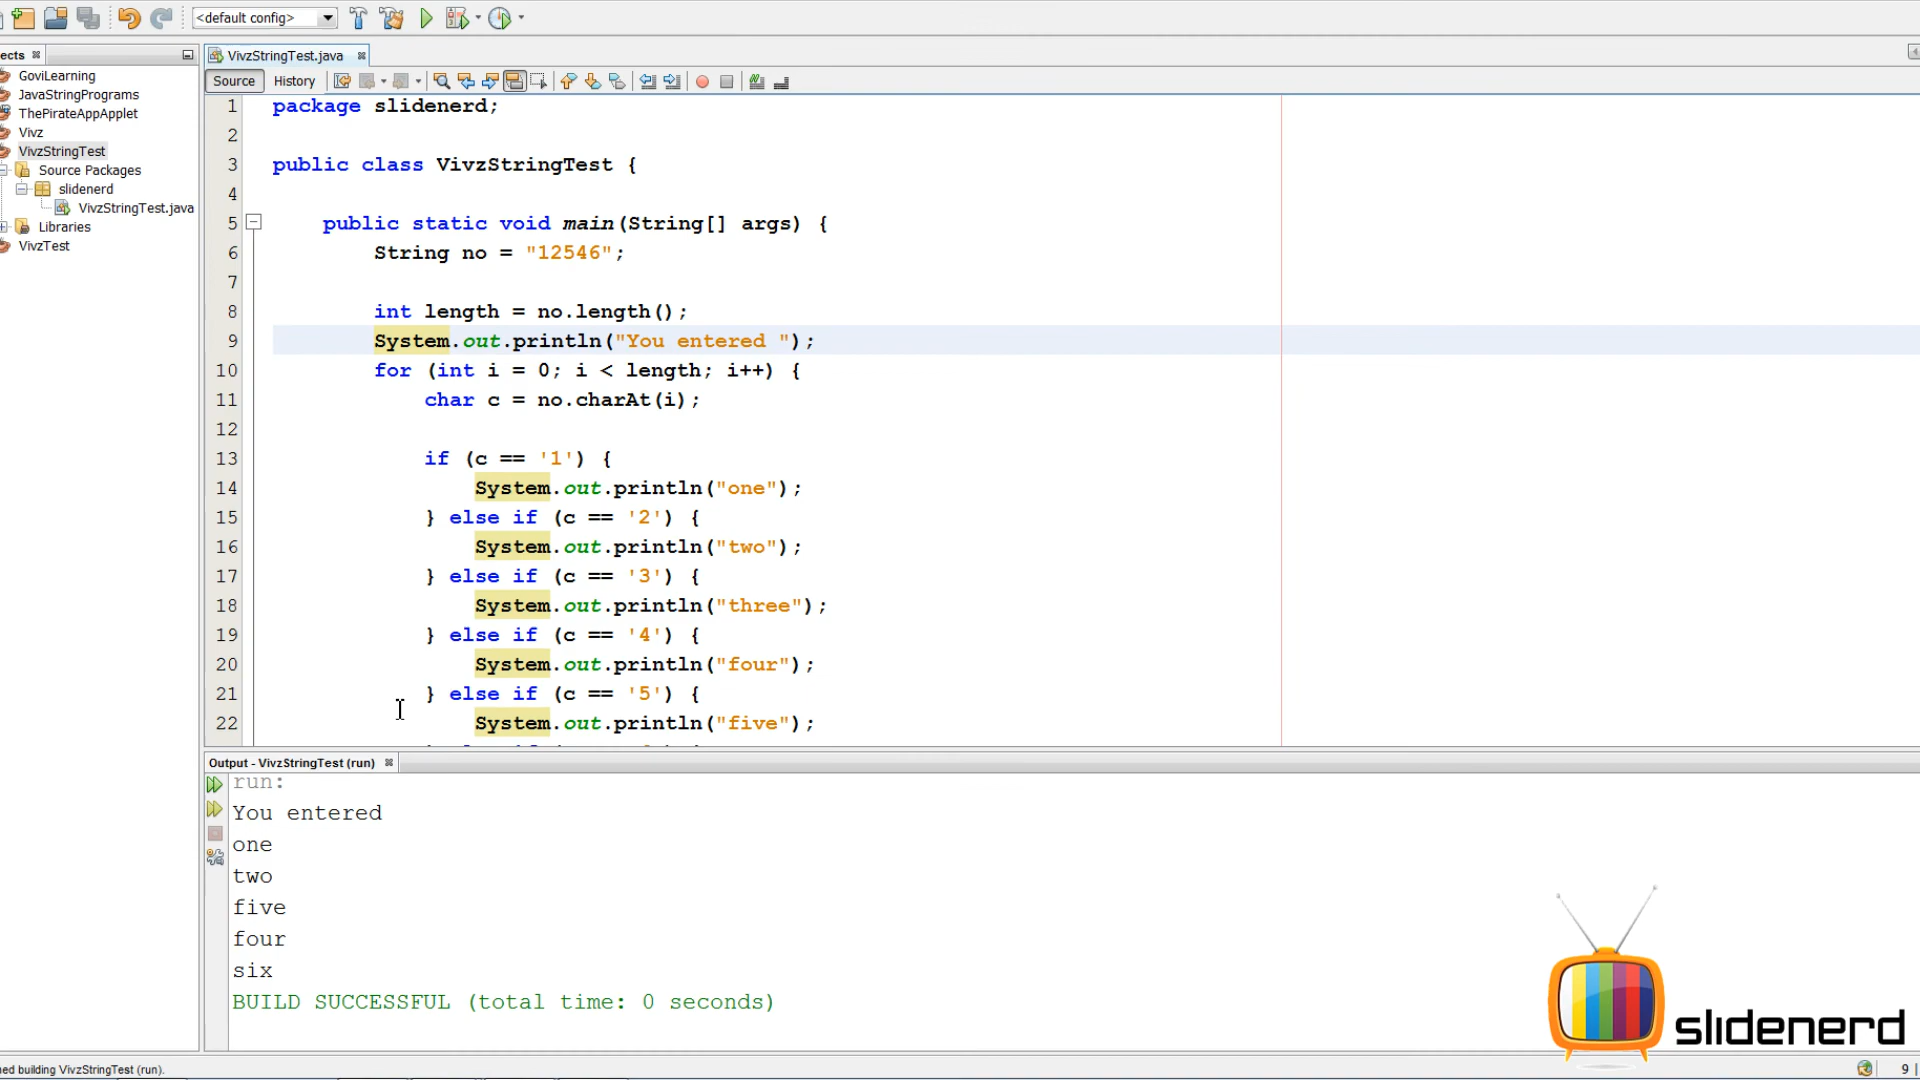 <default config>
ects
GoviLearning
JavaStringPrograms
ThePirateAppApplet
Vivz
VivzStringTest
Source Packages
slidenerd
VivzStringTest.java
Libraries
VivzTest
VivzStringTest.java
Source History
1 package slidenerd;
2
3 public class VivzStringTest {
4
5 public static void main(String[] args) {
6 String no = "12546";
7
8 int length = no.length();
9 System.out.println("You entered ");
10 for (int i = 0; i < length; i++) {
11 char c = no.charAt(i);
12
13 if (c == '1') {
14 System.out.println("one");
15 } else if (c == '2') {
16 System.out.println("two");
17 } else if (c == '3') {
18 System.out.println("three");
19 } else if (c == '4') {
20 System.out.println("four");
21 } else if (c == '5') {
22 System.out.println("five");
Output - VivzStringTest (run)
run:
You entered
one
two
five
four
six
BUILD SUCCESSFUL (total time: 0 seconds)
slidenerd
ned building VivzStringTest (run).
9